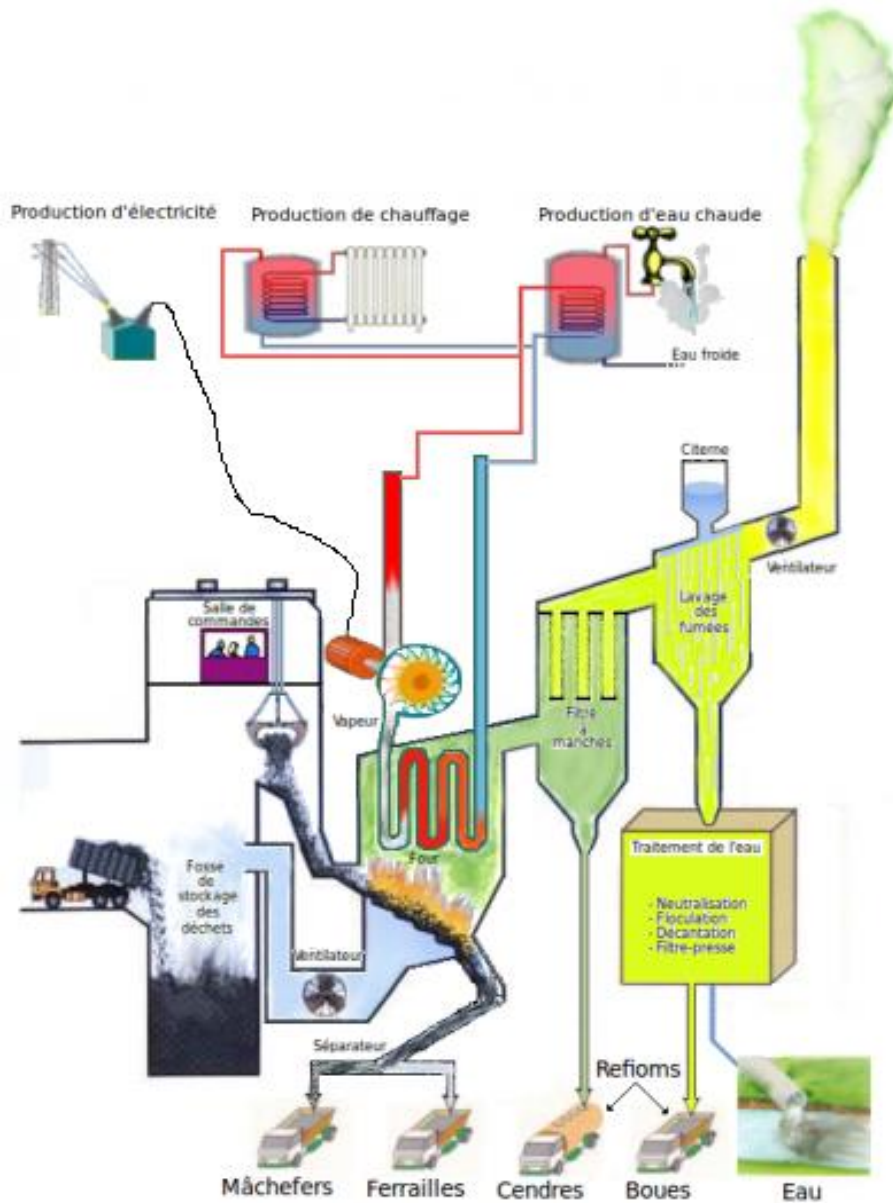 Production d'électricité
Production de chauffage
Production d'eau chaude
Eau froide
Citerne
Ventilateur
Lavage
des
fumées
Salle de
commandes
Vapeur
Filtre
à
manches
Four
Traitement de l'eau
- Neutralisation
- Floculation
- Décantation
- Filtre-presse
Fosse
de
stockage
des
déchets
Ventilateur
Séparateur
Refioms
Mâchefers
Ferrailles
Cendres
Boues
Eau